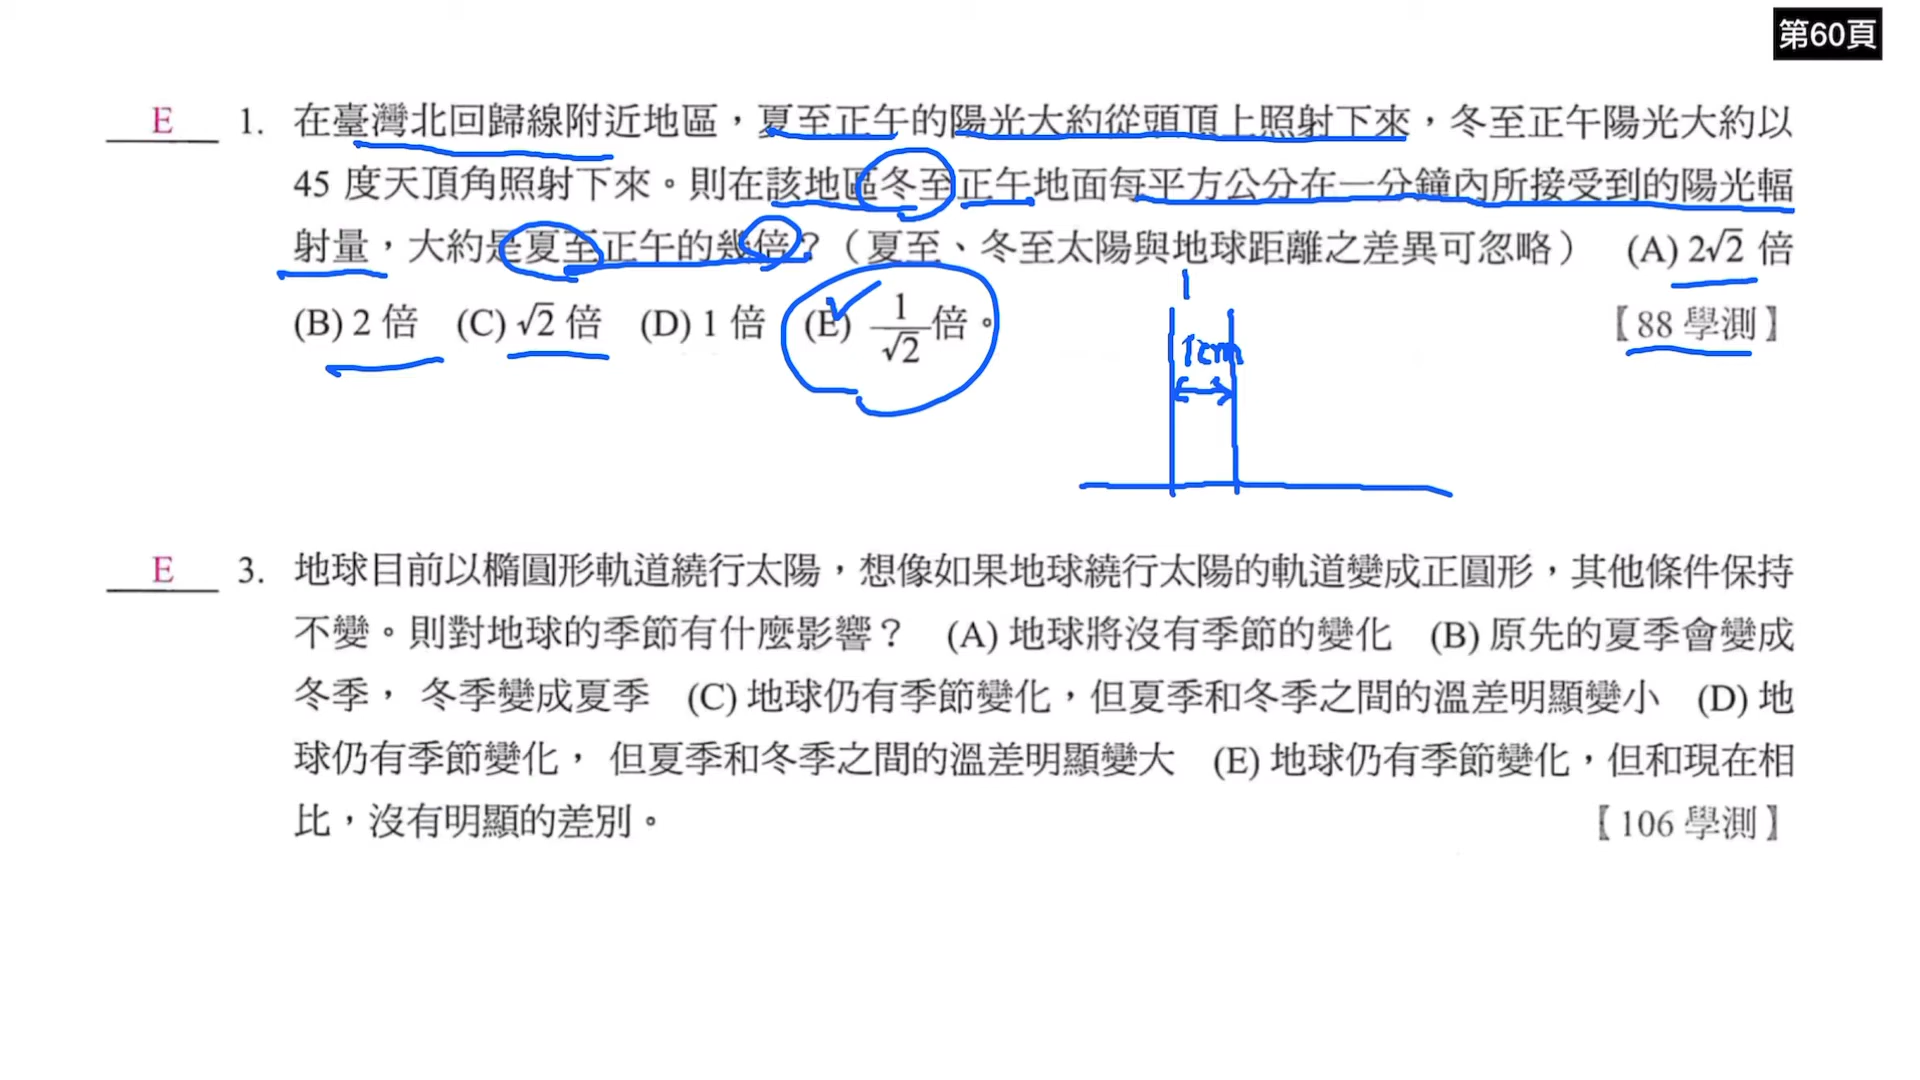 第60頁
E 1. 在臺灣北回歸線附近地區，夏至正午的陽光大約從頭頂上照射下來，冬至正午陽光大約以
45 度天頂角照射下來。則在該地區冬至正午地面每平方公分在一分鐘內所接受到的陽光輻
射量，大約是夏至正午的幾倍？（夏至、冬至太陽與地球距離之差異可忽略） (A) 2√2 倍
(B) 2 倍 (C) √2 倍 (D) 1 倍 (E) 1/√2 倍。 【88 學測】
1cm
E 3. 地球目前以橢圓形軌道繞行太陽，想像如果地球繞行太陽的軌道變成正圓形，其他條件保持
不變。則對地球的季節有什麼影響？ (A) 地球將沒有季節的變化 (B) 原先的夏季會變成
冬季， 冬季變成夏季 (C) 地球仍有季節變化，但夏季和冬季之間的溫差明顯變小 (D) 地
球仍有季節變化， 但夏季和冬季之間的溫差明顯變大 (E) 地球仍有季節變化，但和現在相
比，沒有明顯的差別。 【106 學測】